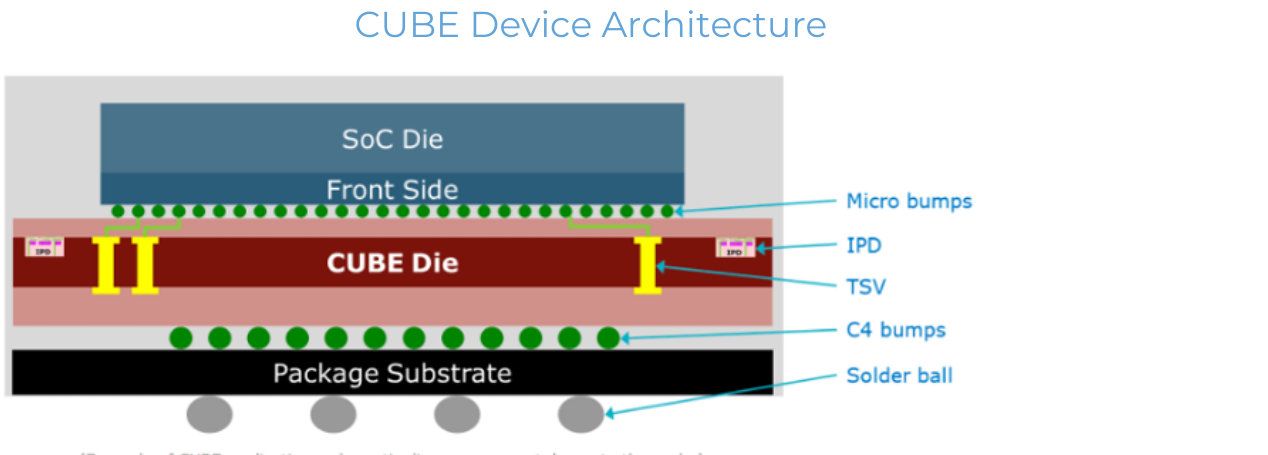 CUBE Device Architecture
SoC Die
Front Side
Micro bumps
IPD
IPD
IPD
CUBE Die
TSV
C4 bumps
Package Substrate
Solder ball